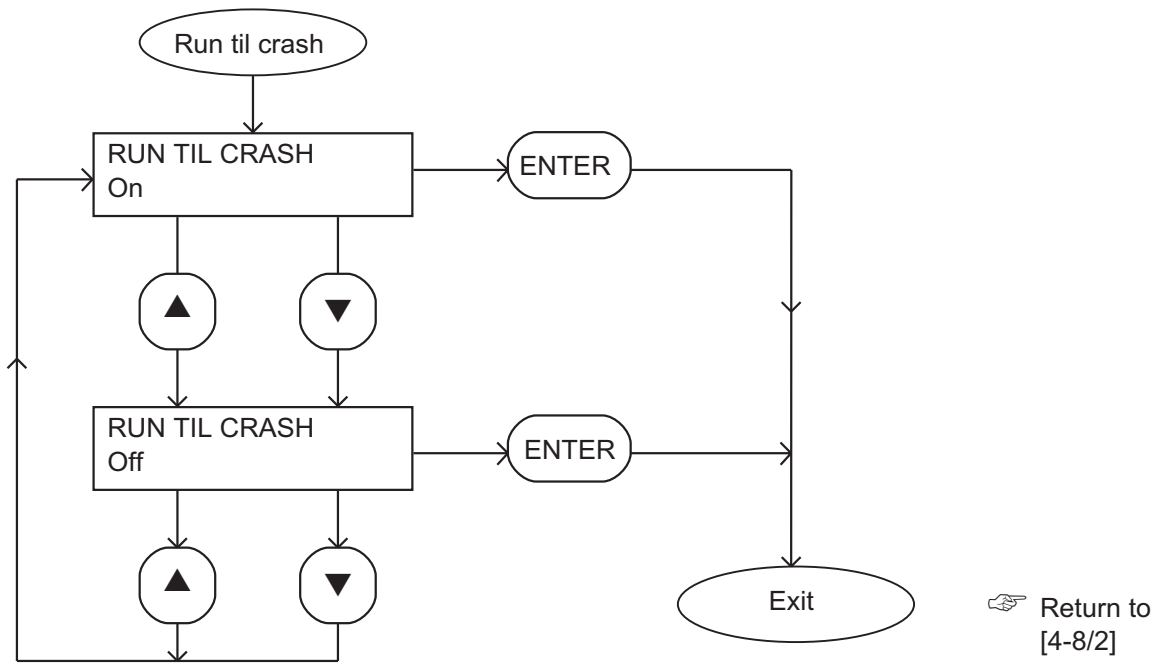 Run til crash
RUN TIL CRASH
On
ENTER
▲
▼
RUN TIL CRASH
Off
ENTER
▲
▼
Exit
☞ Return to
[4-8/2]